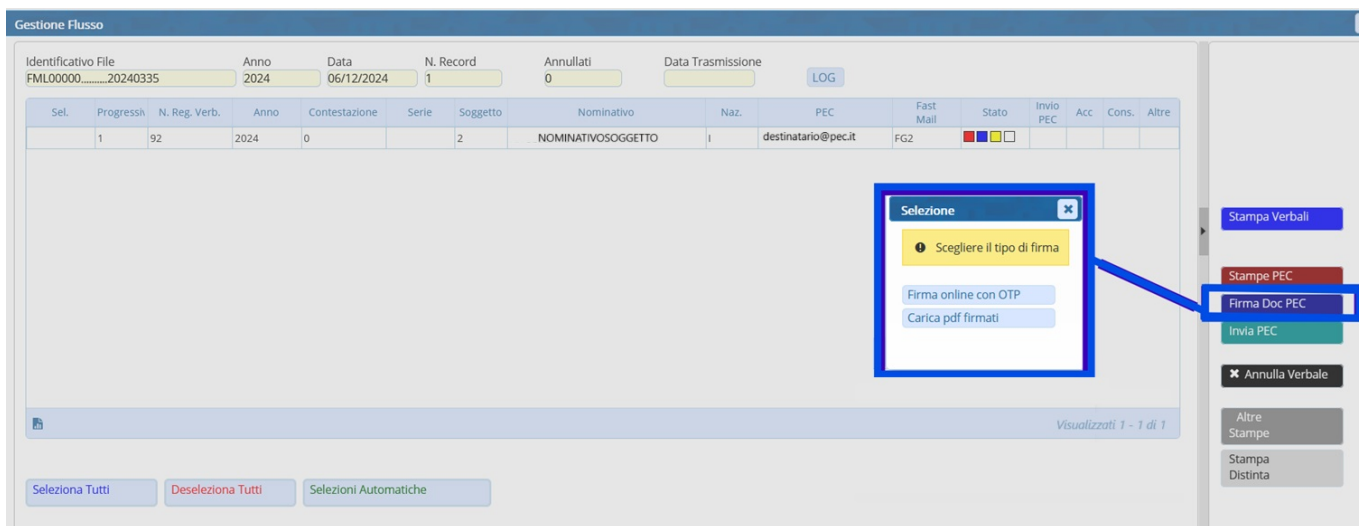 Gestione Flusso
Identificativo File Anno Data N. Record Annullati Data Trasmissione
FML00000..........20240335 2024 06/12/2024 1 0 LOG
Sel. Progressiv N. Reg. Verb. Anno Contestazione Serie Soggetto Nominativo Naz. PEC Fast Mail Stato Invio PEC Acc Cons. Altre
1 92 2024 0 2 NOMINATIVOSOGGETTO I destinatario@pec.it FG2
Selezione
Scegliere il tipo di firma
Firma online con OTP
Carica pdf firmati
Visualizzati 1 - 1 di 1
Seleziona Tutti Deseleziona Tutti Selezioni Automatiche
Stampa Verbali
Stampe PEC
Firma Doc PEC
Invia PEC
Annulla Verbale
Altre
Stampe
Stampa
Distinta